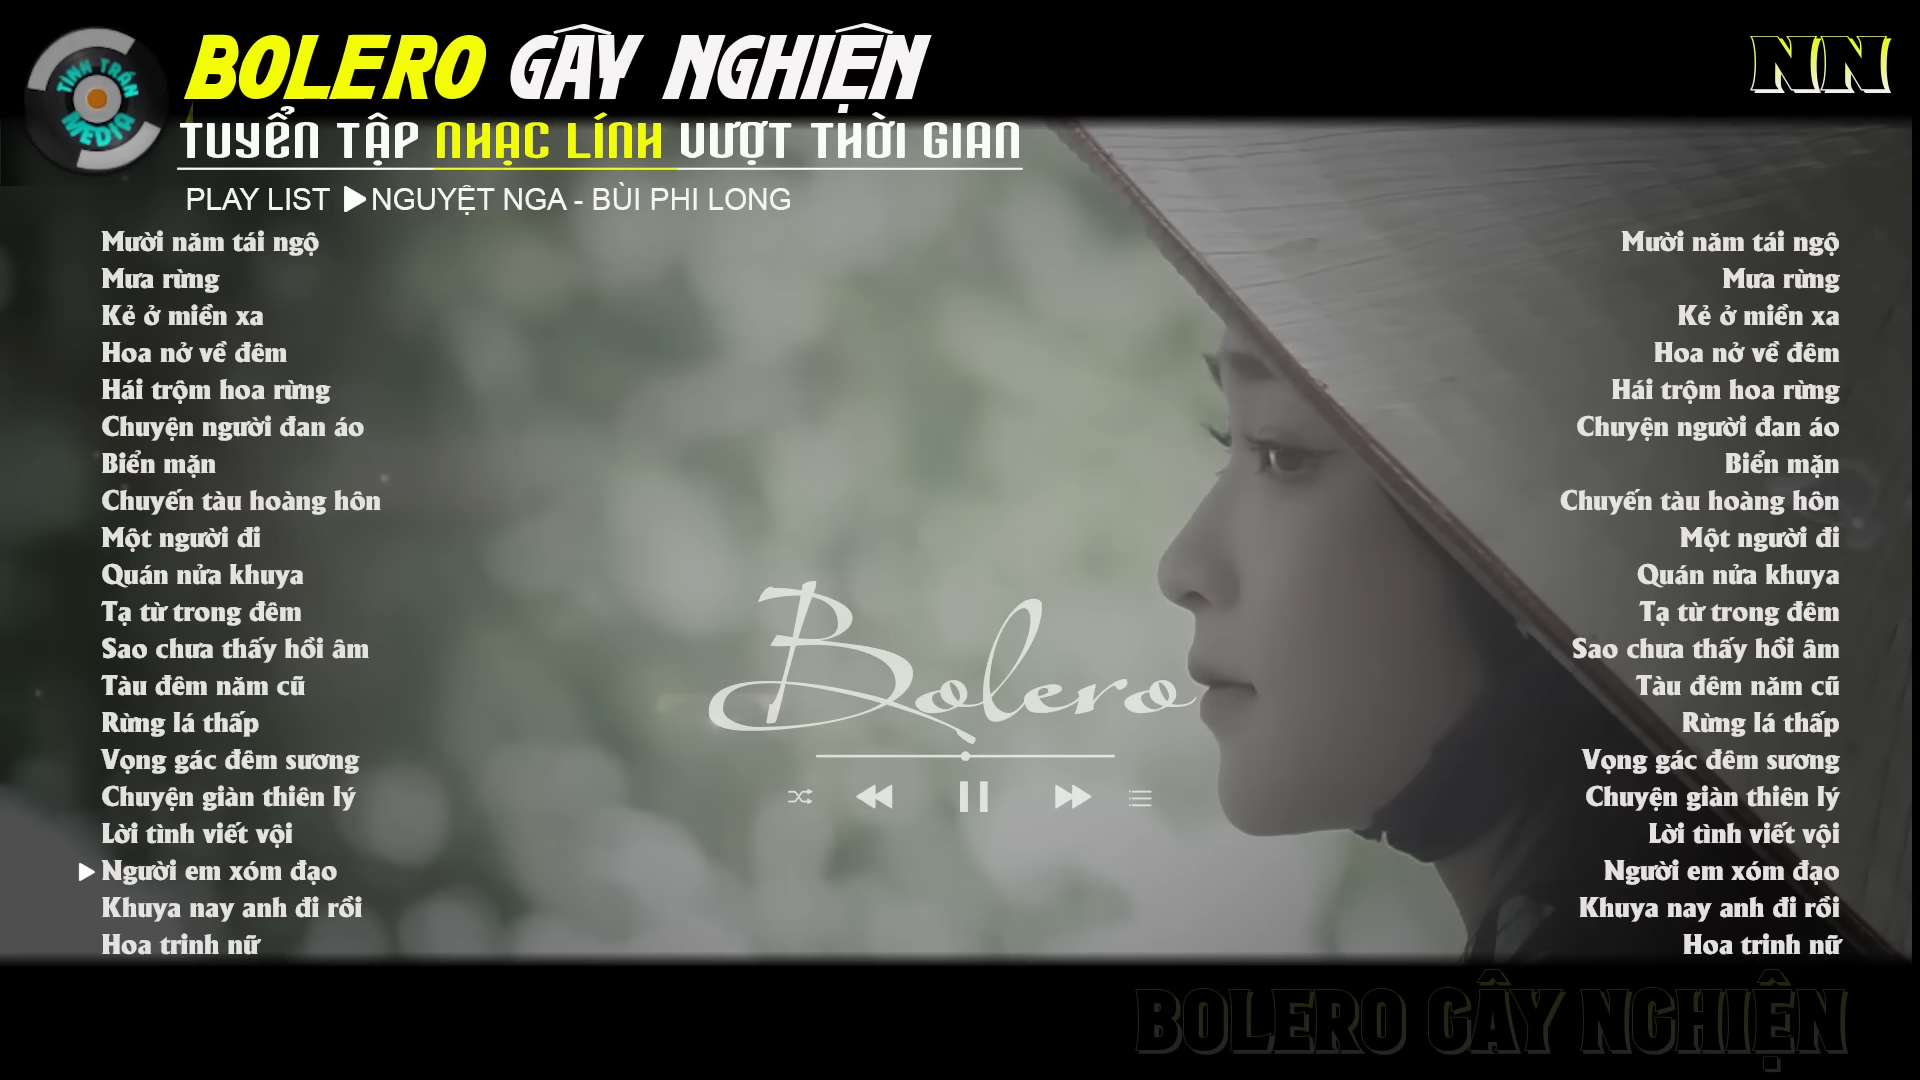 TÌNH TRẦN
MEDIA
BOLERO GÂY NGHIỆN
NN
TUYỂN TẬP NHẠC LÍNH VƯỢT THỜI GIAN
PLAY LIST ▶NGUYỆT NGA - BÙI PHI LONG
Mười năm tái ngộ
Mưa rừng
Kẻ ở miền xa
Hoa nở về đêm
Hái trộm hoa rừng
Chuyện người đan áo
Biển mặn
Chuyến tàu hoàng hôn
Một người đi
Quán nửa khuya
Tạ từ trong đêm
Sao chưa thấy hồi âm
Tàu đêm năm cũ
Rừng lá thấp
Vọng gác đêm sương
Chuyện giàn thiên lý
Lời tình viết vội
Người em xóm đạo
Khuya nay anh đi rồi
Hoa trinh nữ
Bolero
Mười năm tái ngộ
Mưa rừng
Kẻ ở miền xa
Hoa nở về đêm
Hái trộm hoa rừng
Chuyện người đan áo
Biển mặn
Chuyến tàu hoàng hôn
Một người đi
Quán nửa khuya
Tạ từ trong đêm
Sao chưa thấy hồi âm
Tàu đêm năm cũ
Rừng lá thấp
Vọng gác đêm sương
Chuyện giàn thiên lý
Lời tình viết vội
Người em xóm đạo
Khuya nay anh đi rồi
Hoa trinh nữ
BOLERO GÂY NGHIỆN